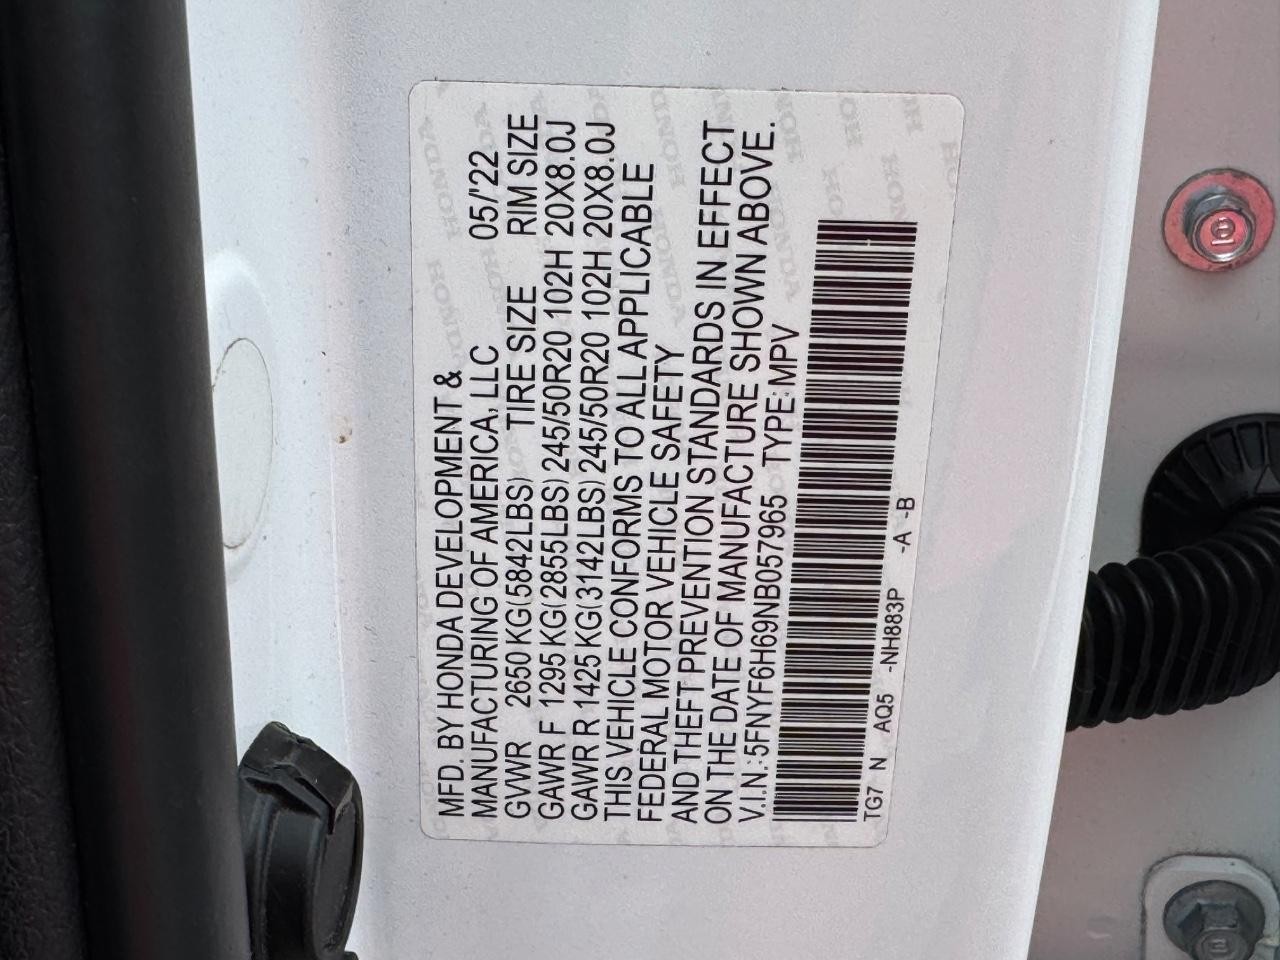 MFD. BY HONDA DEVELOPMENT &
MANUFACTURING OF AMERICA, LLC 05/'22
GVWR 2650 KG(5842LBS) TIRE SIZE RIM SIZE
GAWR F 1295 KG(2855LBS) 245/50R20 102H 20X8.0J
GAWR R 1425 KG(3142LBS) 245/50R20 102H 20X8.0J
THIS VEHICLE CONFORMS TO ALL APPLICABLE
FEDERAL MOTOR VEHICLE SAFETY
AND THEFT PREVENTION STANDARDS IN EFFECT
ON THE DATE OF MANUFACTURE SHOWN ABOVE.
V.I.N.:5FNYF6H69NB057965 TYPE:MPV
TG7 N AQ5 -NH883P -A -B